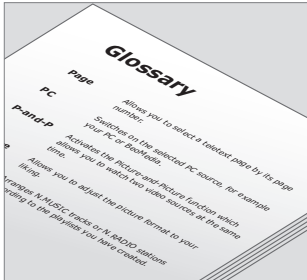 Glossary
Page Allows you to select a teletext page by its page
number.
PC Switches on the selected PC source, for example
your PC or BeoMedia.
P-and-P Activates the Picture-and-Picture function which
allows you to watch two video sources at the same
time.
e Allows you to adjust the picture format to your
liking.
rranges N.MUSIC tracks or N.RADIO stations
ording to the playlists you have created.